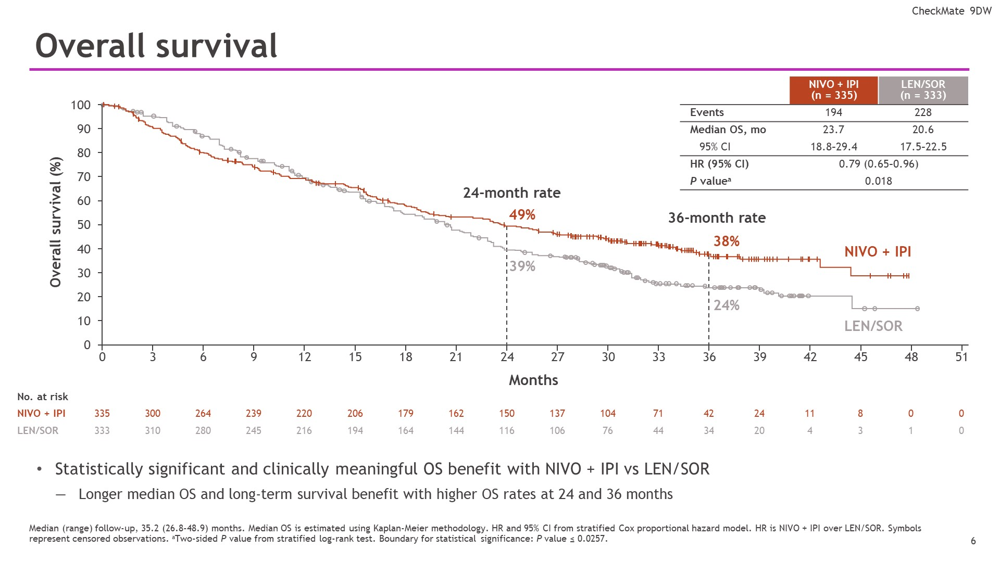 CheckMate 9DW
Overall survival
NIVO + IPI LEN/SOR
(n = 335) (n = 333)
Events 194 228
Median OS, mo 23.7 20.6
95% CI 18.8-29.4 17.5-22.5
HR (95% CI) 0.79 (0.65-0.96)
P valueᵃ 0.018
Overall survival (%)
100
90
80
70
60
50
40
30
20
10
0
24-month rate
49%
39%
36-month rate
38%
24%
NIVO + IPI
LEN/SOR
0 3 6 9 12 15 18 21 24 27 30 33 36 39 42 45 48 51
Months
No. at risk
NIVO + IPI 335 300 264 239 220 206 179 162 150 137 104 71 42 24 11 8 0 0
LEN/SOR 333 310 280 245 216 194 164 144 116 106 76 44 34 20 4 3 1 0
• Statistically significant and clinically meaningful OS benefit with NIVO + IPI vs LEN/SOR
— Longer median OS and long-term survival benefit with higher OS rates at 24 and 36 months
Median (range) follow-up, 35.2 (26.8-48.9) months. Median OS is estimated using Kaplan-Meier methodology. HR and 95% CI from stratified Cox proportional hazard model. HR is NIVO + IPI over LEN/SOR. Symbols
represent censored observations. ᵃTwo-sided P value from stratified log-rank test. Boundary for statistical significance: P value ≤ 0.0257.
6